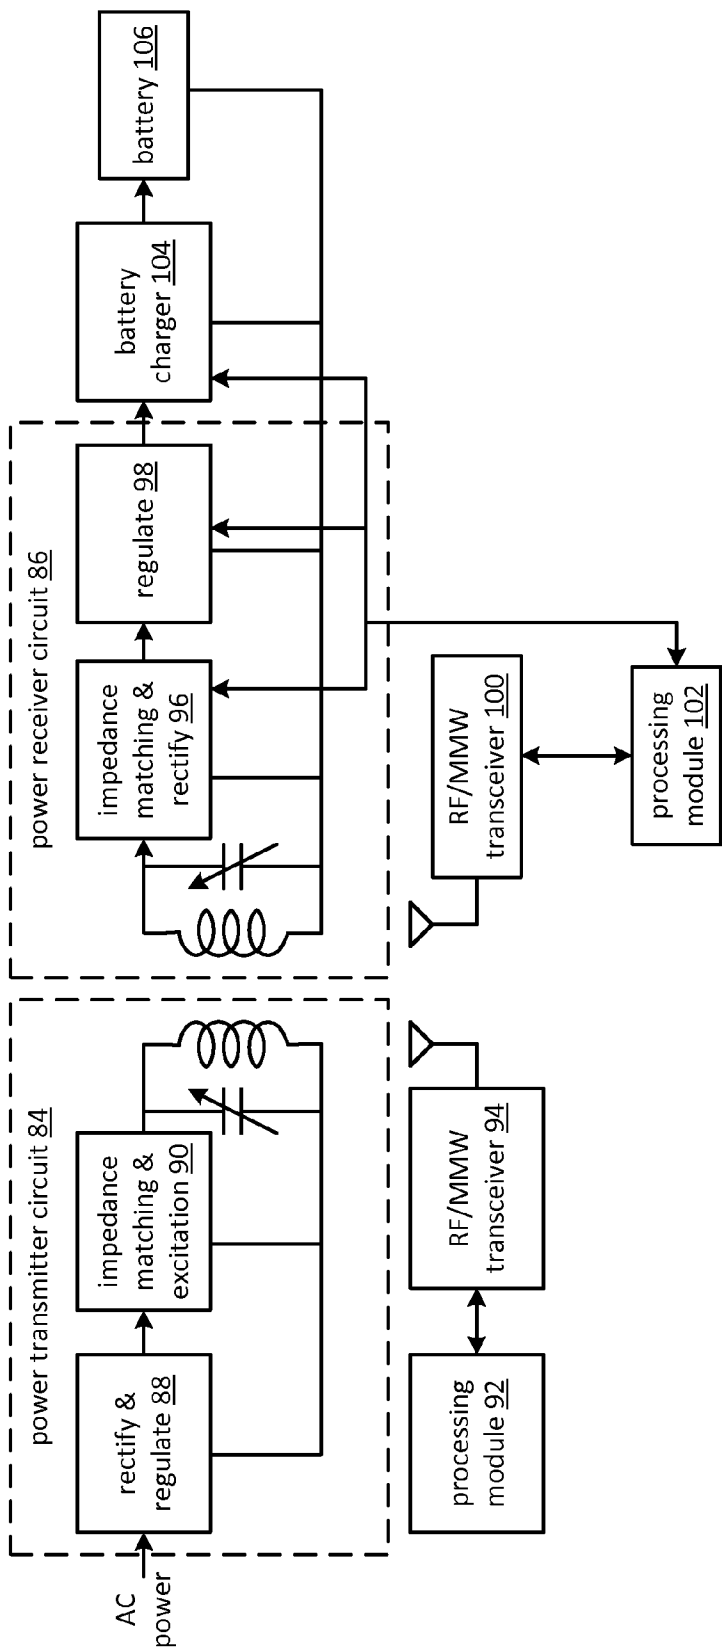 power transmitter circuit 84
AC
power
rectify &
regulate 88
impedance
matching &
excitation 90
processing
module 92
RF/MMW
transceiver 94
power receiver circuit 86
impedance
matching &
rectify 96
regulate 98
battery
charger 104
battery 106
RF/MMW
transceiver 100
processing
module 102